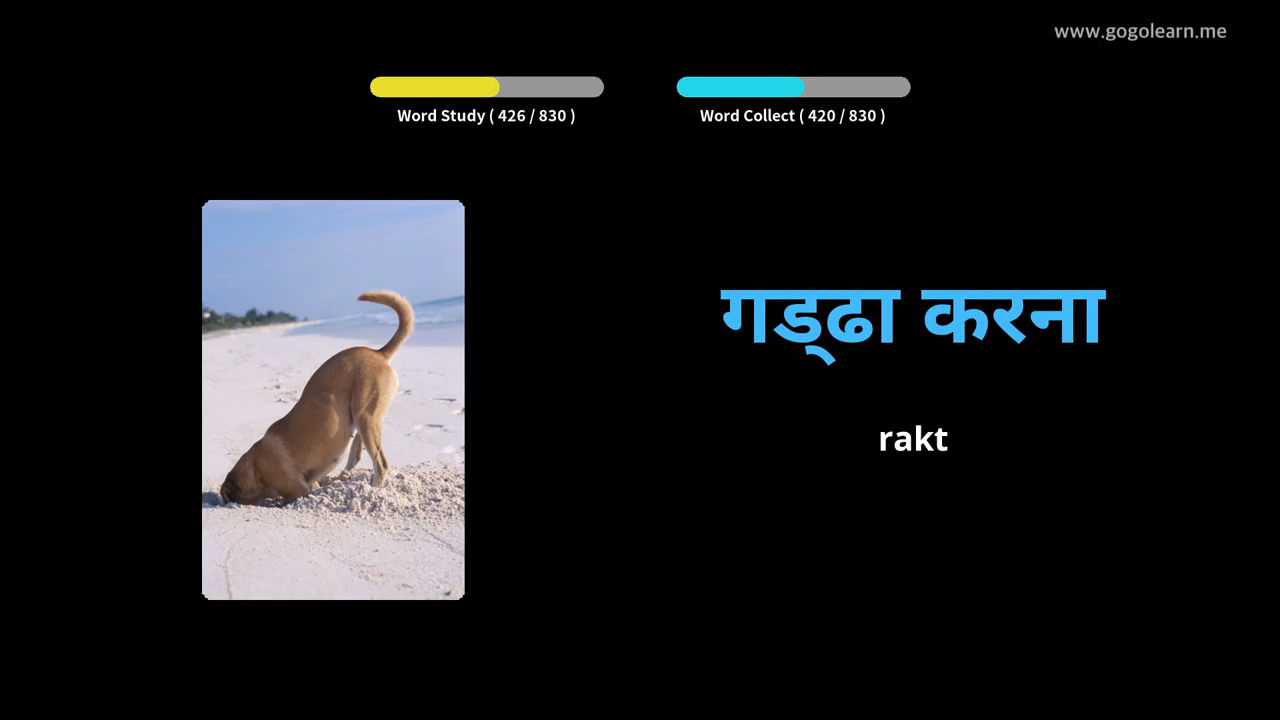 www.gogolearn.me
Word Study ( 426 / 830 )
Word Collect ( 420 / 830 )
गड्ढा करना
rakt